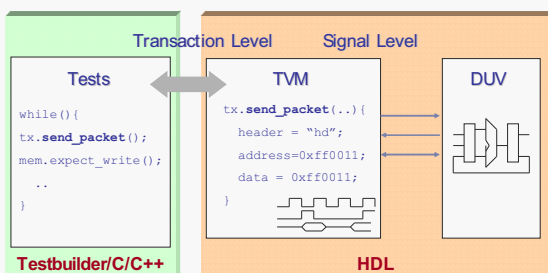 Transaction Level
Signal Level
Tests
while(){
tx.send_packet();
mem.expect_write();
..
}
TVM
tx.send_packet(..){
header = “hd”;
address=0xff0011;
data = 0xff0011;
}
DUV
Testbuilder/C/C++
HDL